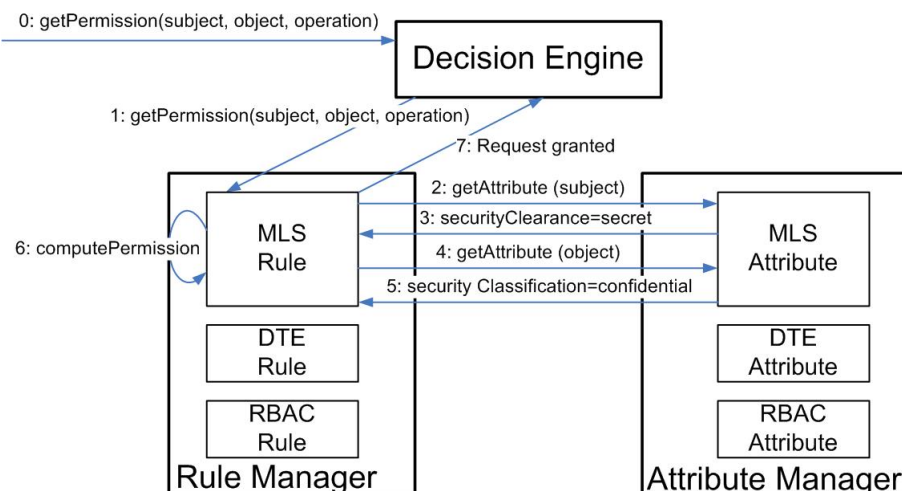 0: getPermission(subject, object, operation)
Decision Engine
1: getPermission(subject, object, operation)
7: Request granted
2: getAttribute (subject)
3: securityClearance=secret
MLS
Rule
MLS
Attribute
6: computePermission
4: getAttribute (object)
5: security Classification=confidential
DTE
Rule
DTE
Attribute
RBAC
Rule
RBAC
Attribute
Rule Manager
Attribute Manager